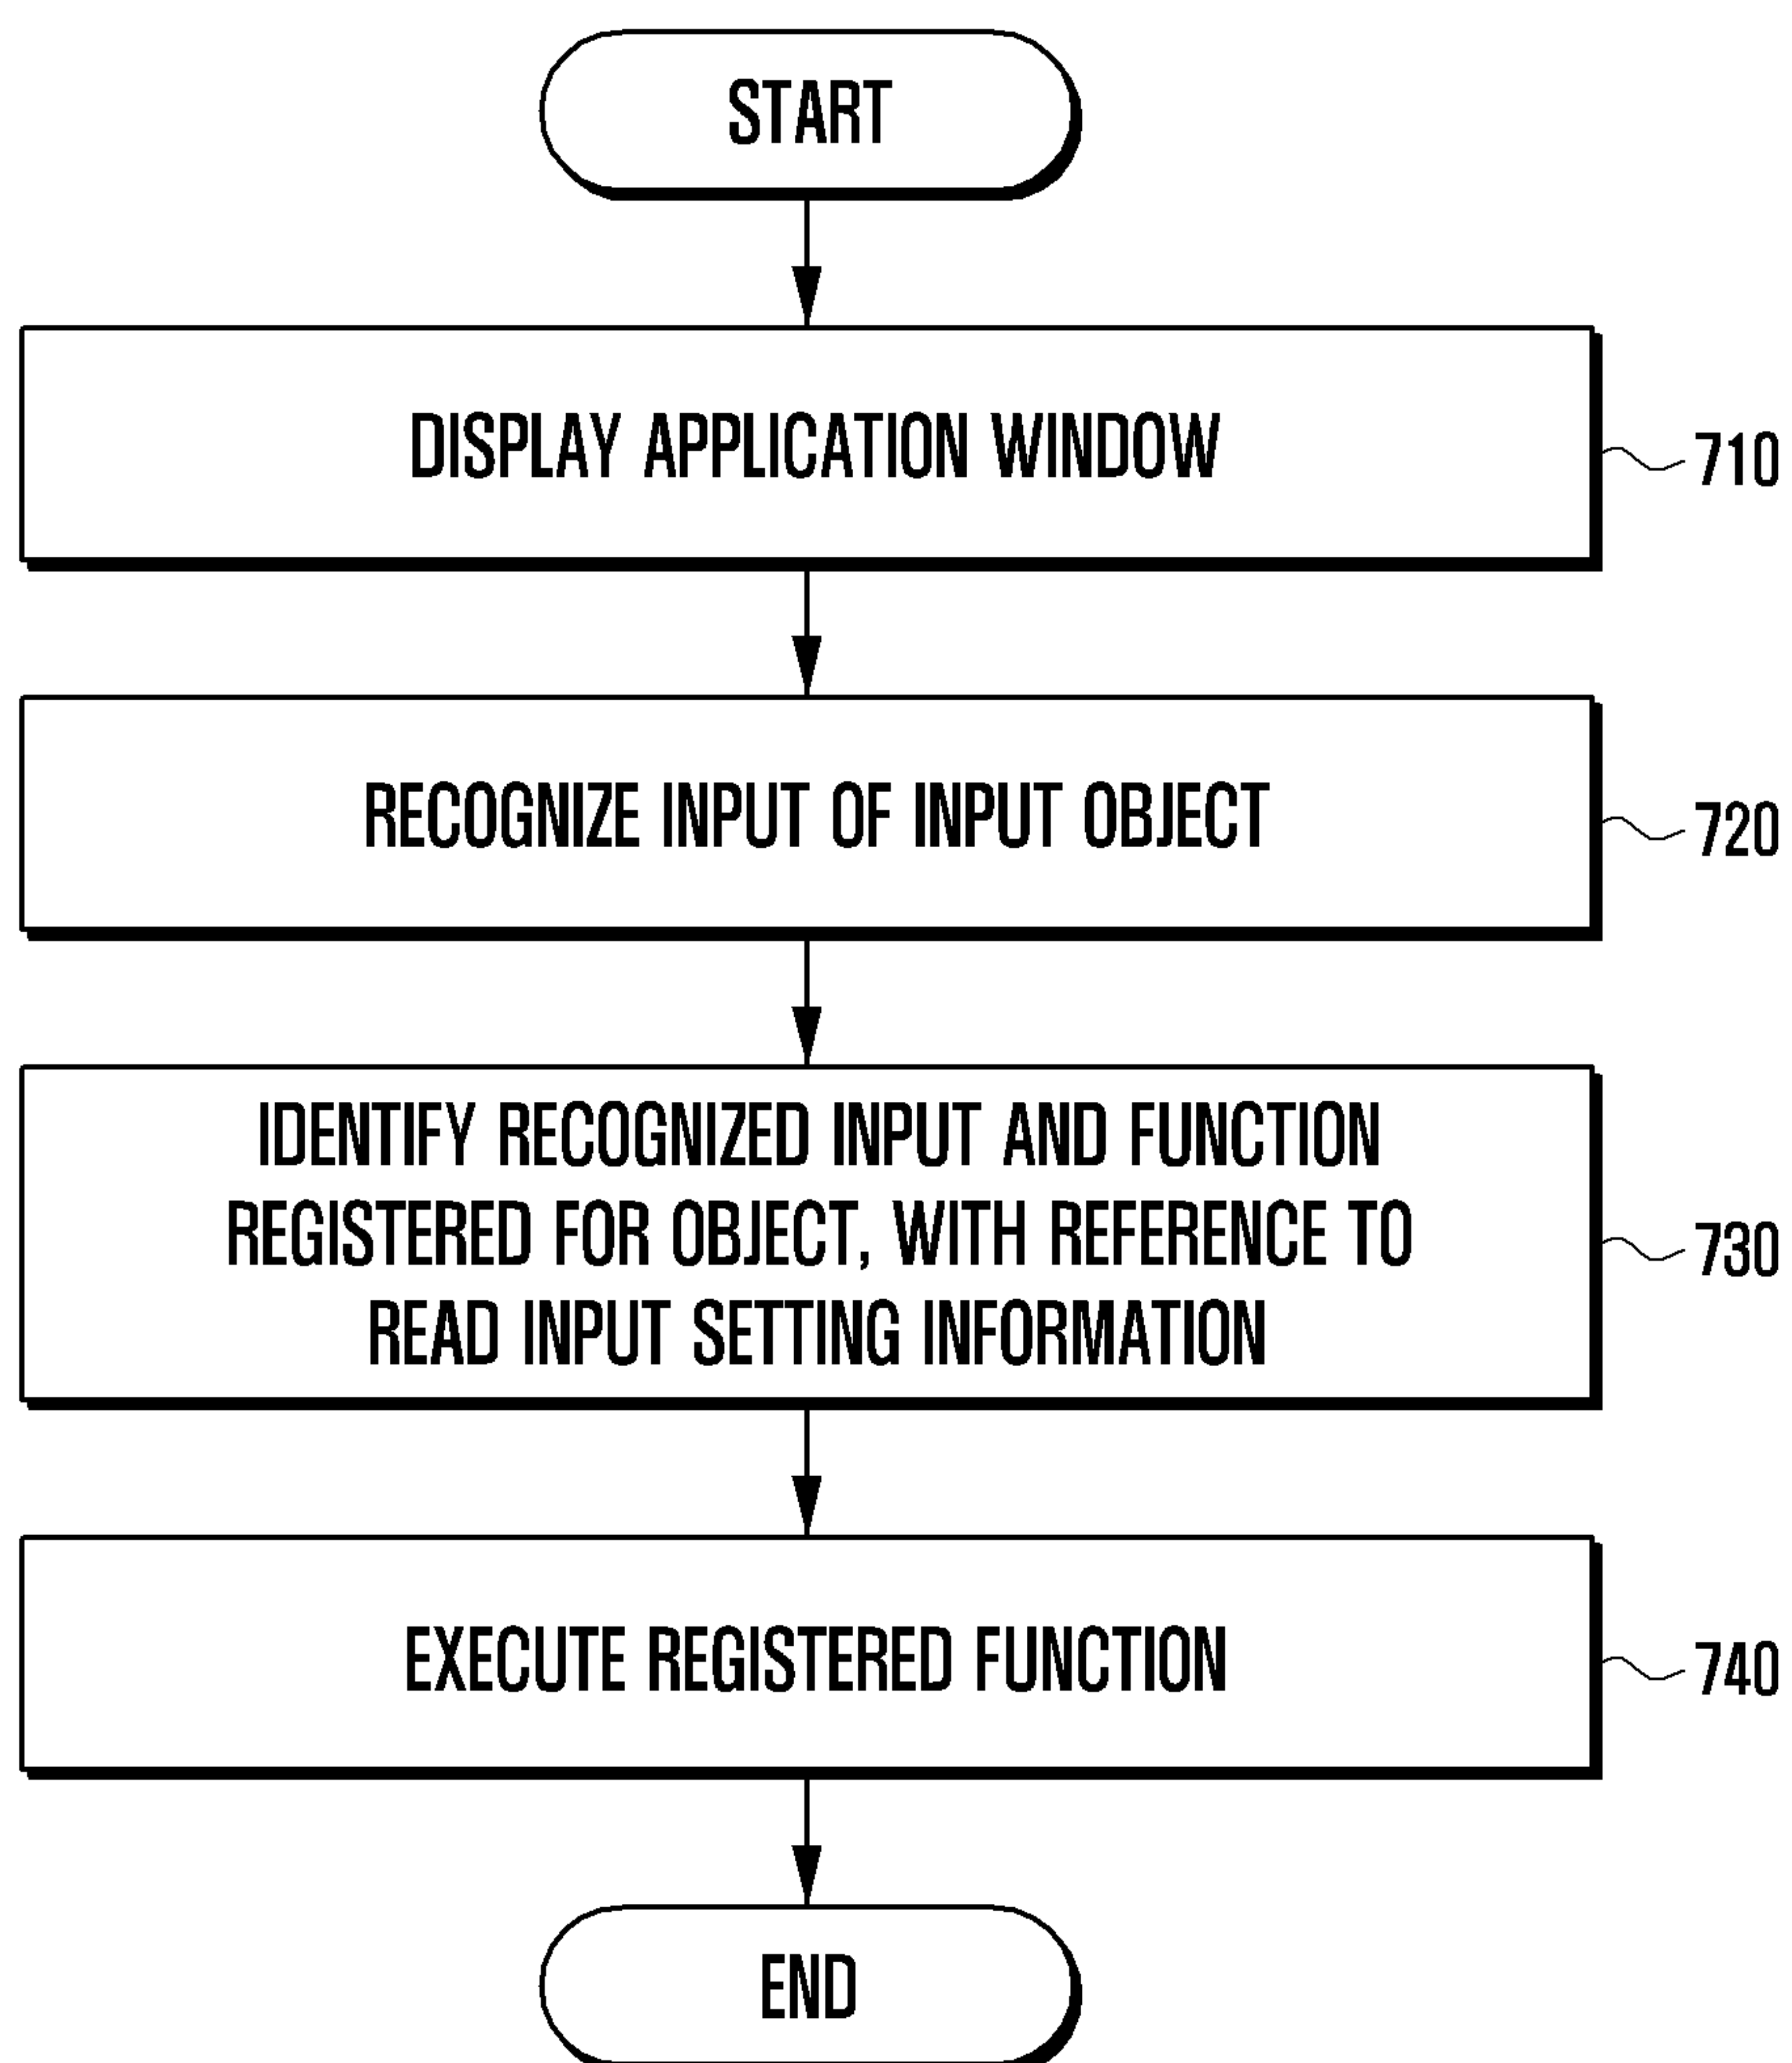 START
DISPLAY APPLICATION WINDOW
710
RECOGNIZE INPUT OF INPUT OBJECT
720
IDENTIFY RECOGNIZED INPUT AND FUNCTION
REGISTERED FOR OBJECT, WITH REFERENCE TO
READ INPUT SETTING INFORMATION
730
EXECUTE REGISTERED FUNCTION
740
END